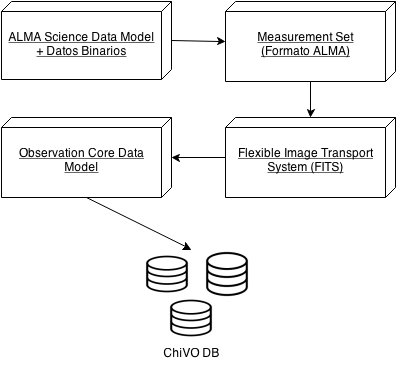 ALMA Science Data Model
+ Datos Binarios
Measurement Set
(Formato ALMA)
Observation Core Data
Model
Flexible Image Transport
System (FITS)
ChiVO DB